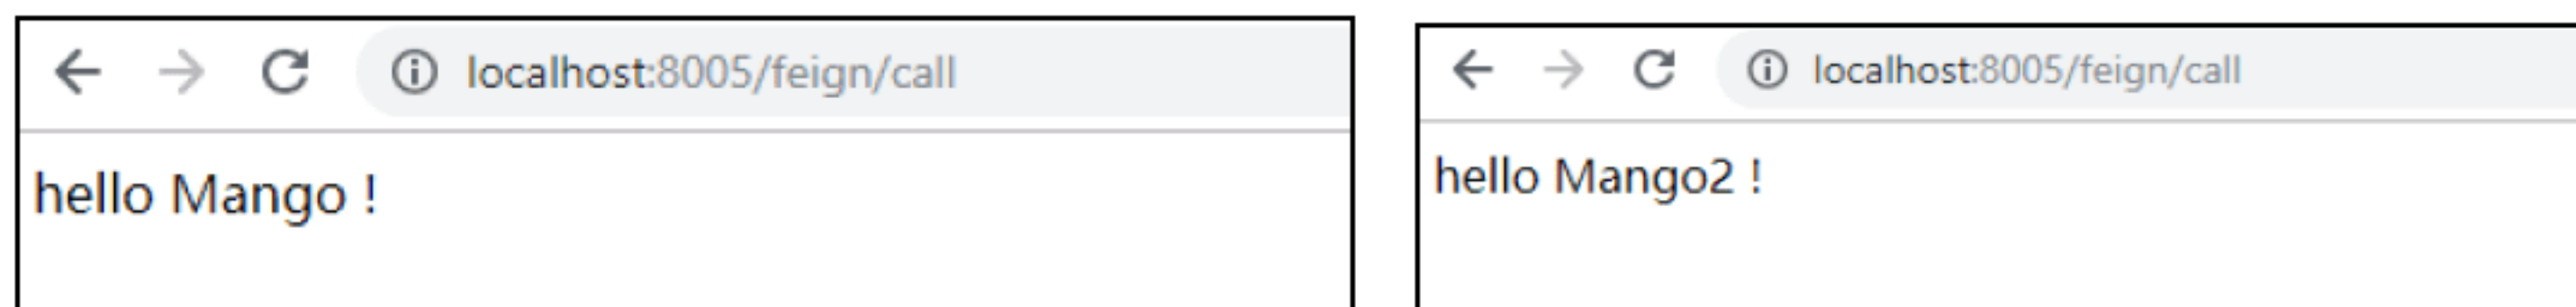 localhost:8005/feign/call
hello Mango !
localhost:8005/feign/call
hello Mango2 !